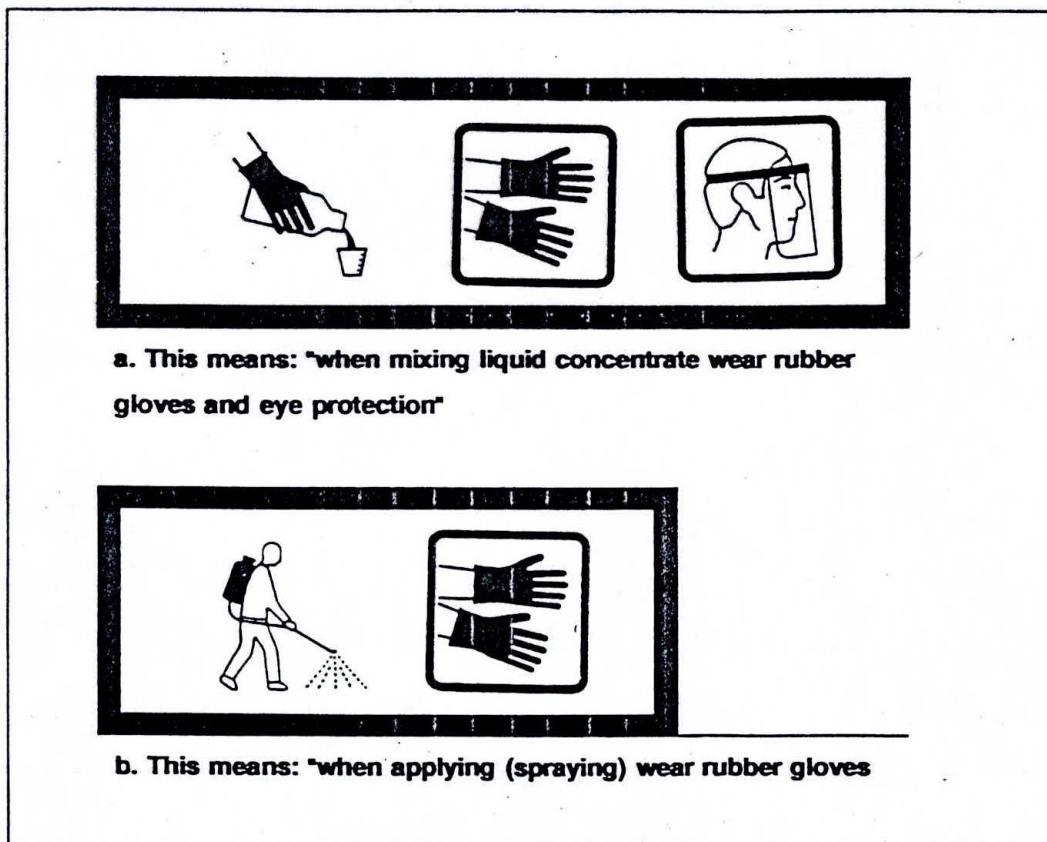 a. This means: "when mixing liquid concentrate wear rubber
gloves and eye protection"
b. This means: "when applying (spraying) wear rubber gloves